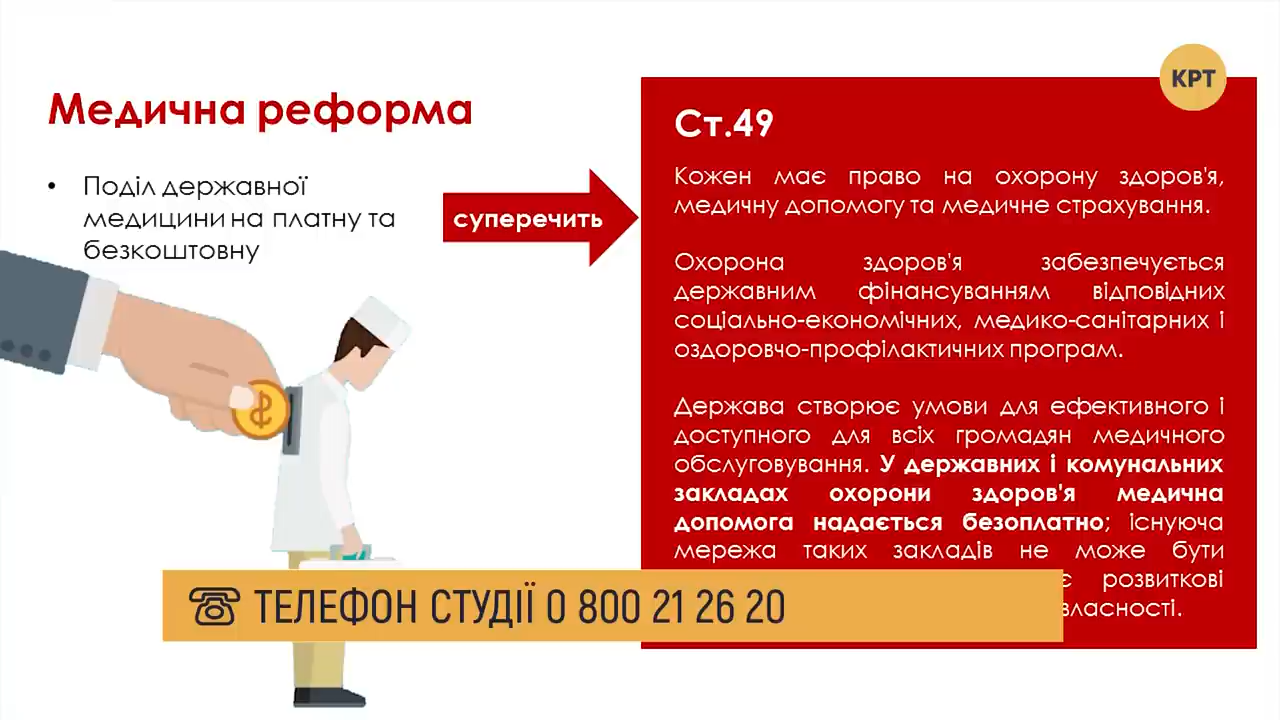 КРТ
Медична реформа
• Поділ державної
медицини на платну та
безкоштовну
суперечить
Ст.49
Кожен має право на охорону здоров'я,
медичну допомогу та медичне страхування.
Охорона здоров'я забезпечується
державним фінансуванням відповідних
соціально-економічних, медико-санітарних і
оздоровчо-профілактичних програм.
Держава створює умови для ефективного і
доступного для всіх громадян медичного
обслуговування. У державних і комунальних
закладах охорони здоров'я медична
допомога надається безоплатно; існуюча
мережа таких закладів не може бути
розвиткові
власності.
ТЕЛЕФОН СТУДІЇ 0 800 21 26 20